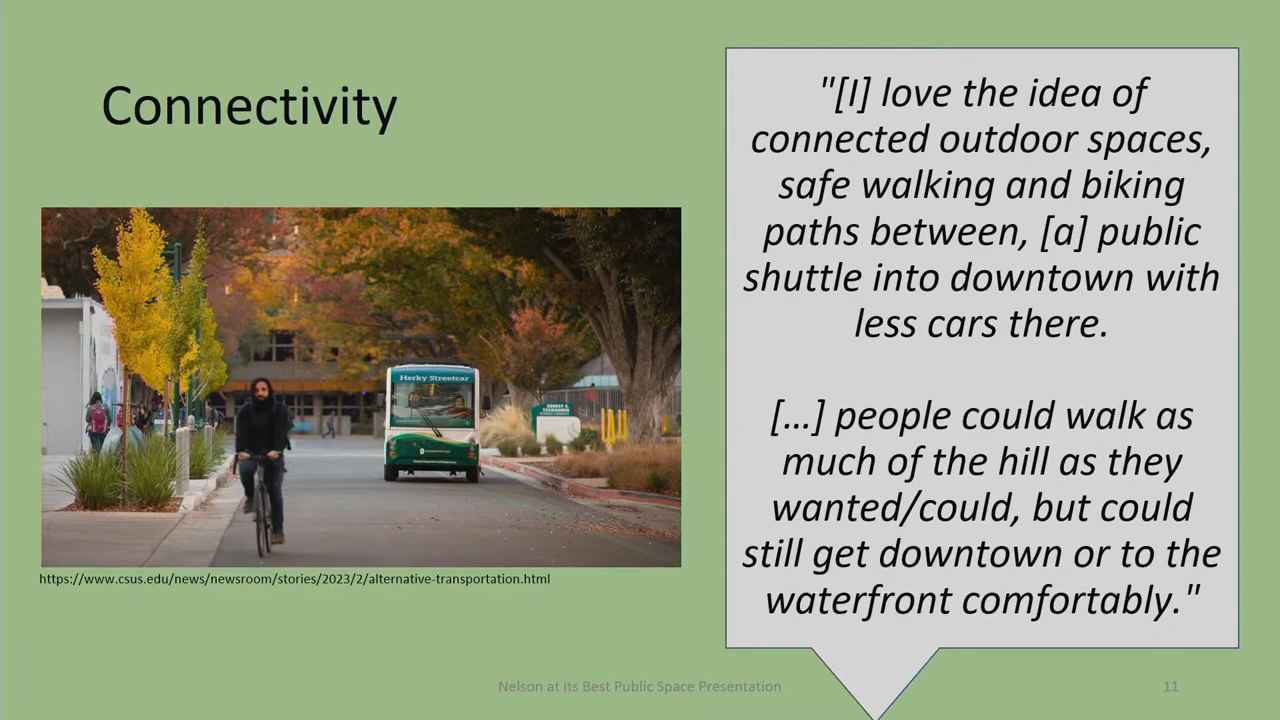 Connectivity
Herky Streetcar
https://www.csus.edu/news/newsroom/stories/2023/2/alternative-transportation.html
"[I] love the idea of
connected outdoor spaces,
safe walking and biking
paths between, [a] public
shuttle into downtown with
less cars there.
[…] people could walk as
much of the hill as they
wanted/could, but could
still get downtown or to the
waterfront comfortably."
Nelson at its Best Public Space Presentation
11